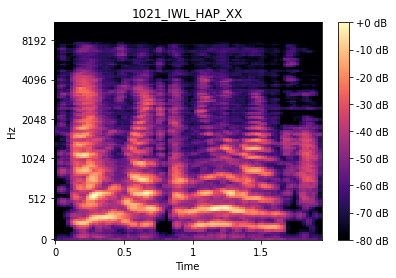 1021_IWL_HAP_XX
Hz
8192
4096
2048
1024
512
0
0
0.5
1
1.5
Time
+0 dB
-10 dB
-20 dB
-30 dB
-40 dB
-50 dB
-60 dB
-70 dB
-80 dB